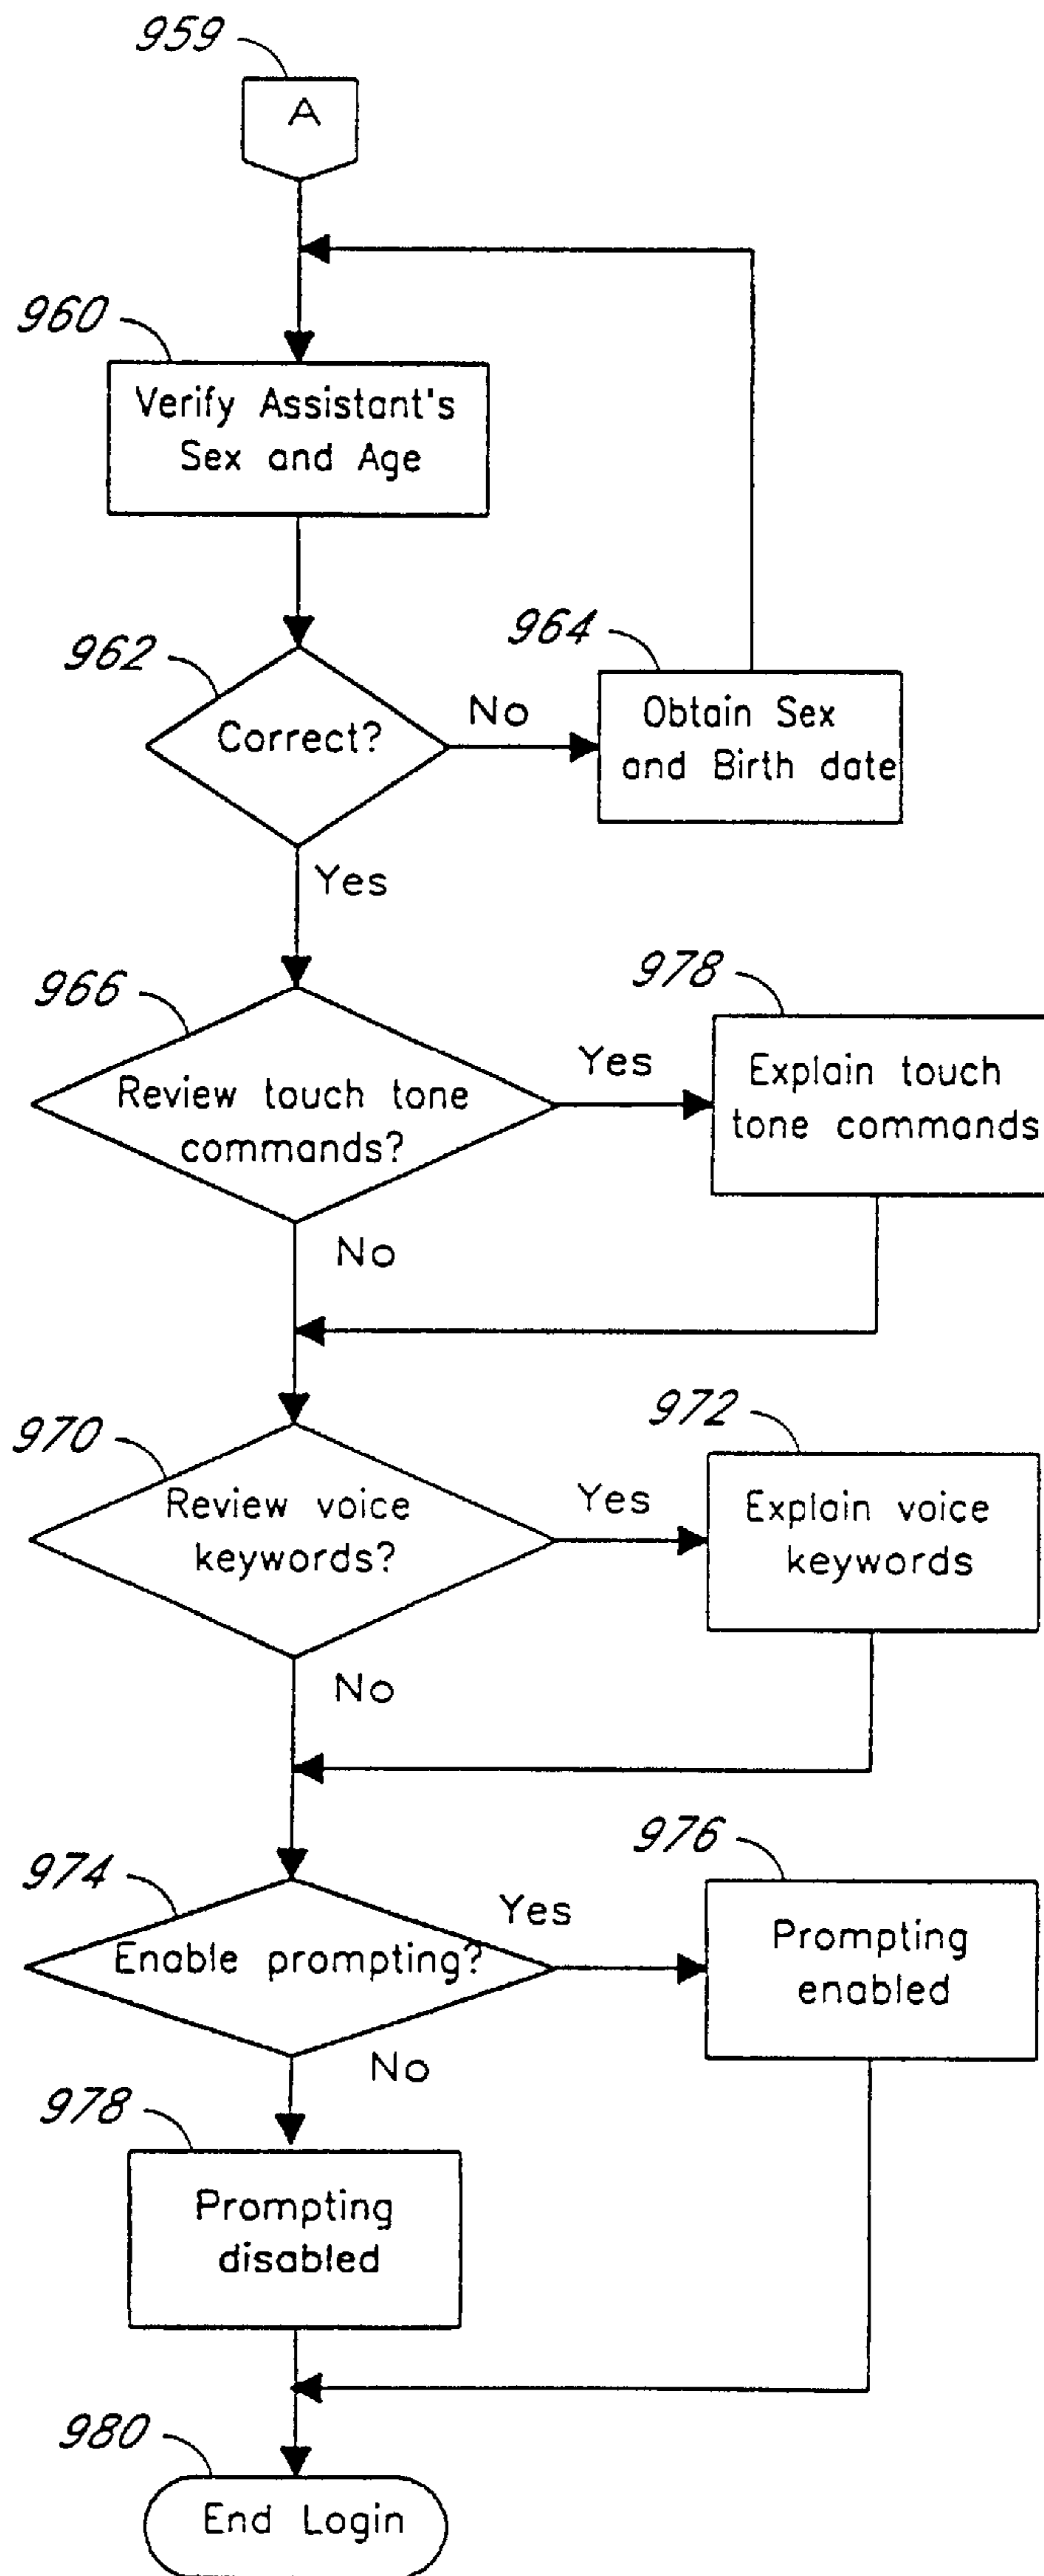 959
A
960
Verify Assistant's
Sex and Age
962
Correct?
No
964
Obtain Sex
and Birth date
Yes
966
Review touch tone
commands?
Yes
978
Explain touch
tone commands
No
970
Review voice
keywords?
Yes
972
Explain voice
keywords
No
974
Enable prompting?
Yes
976
Prompting
enabled
No
978
Prompting
disabled
980
End Login